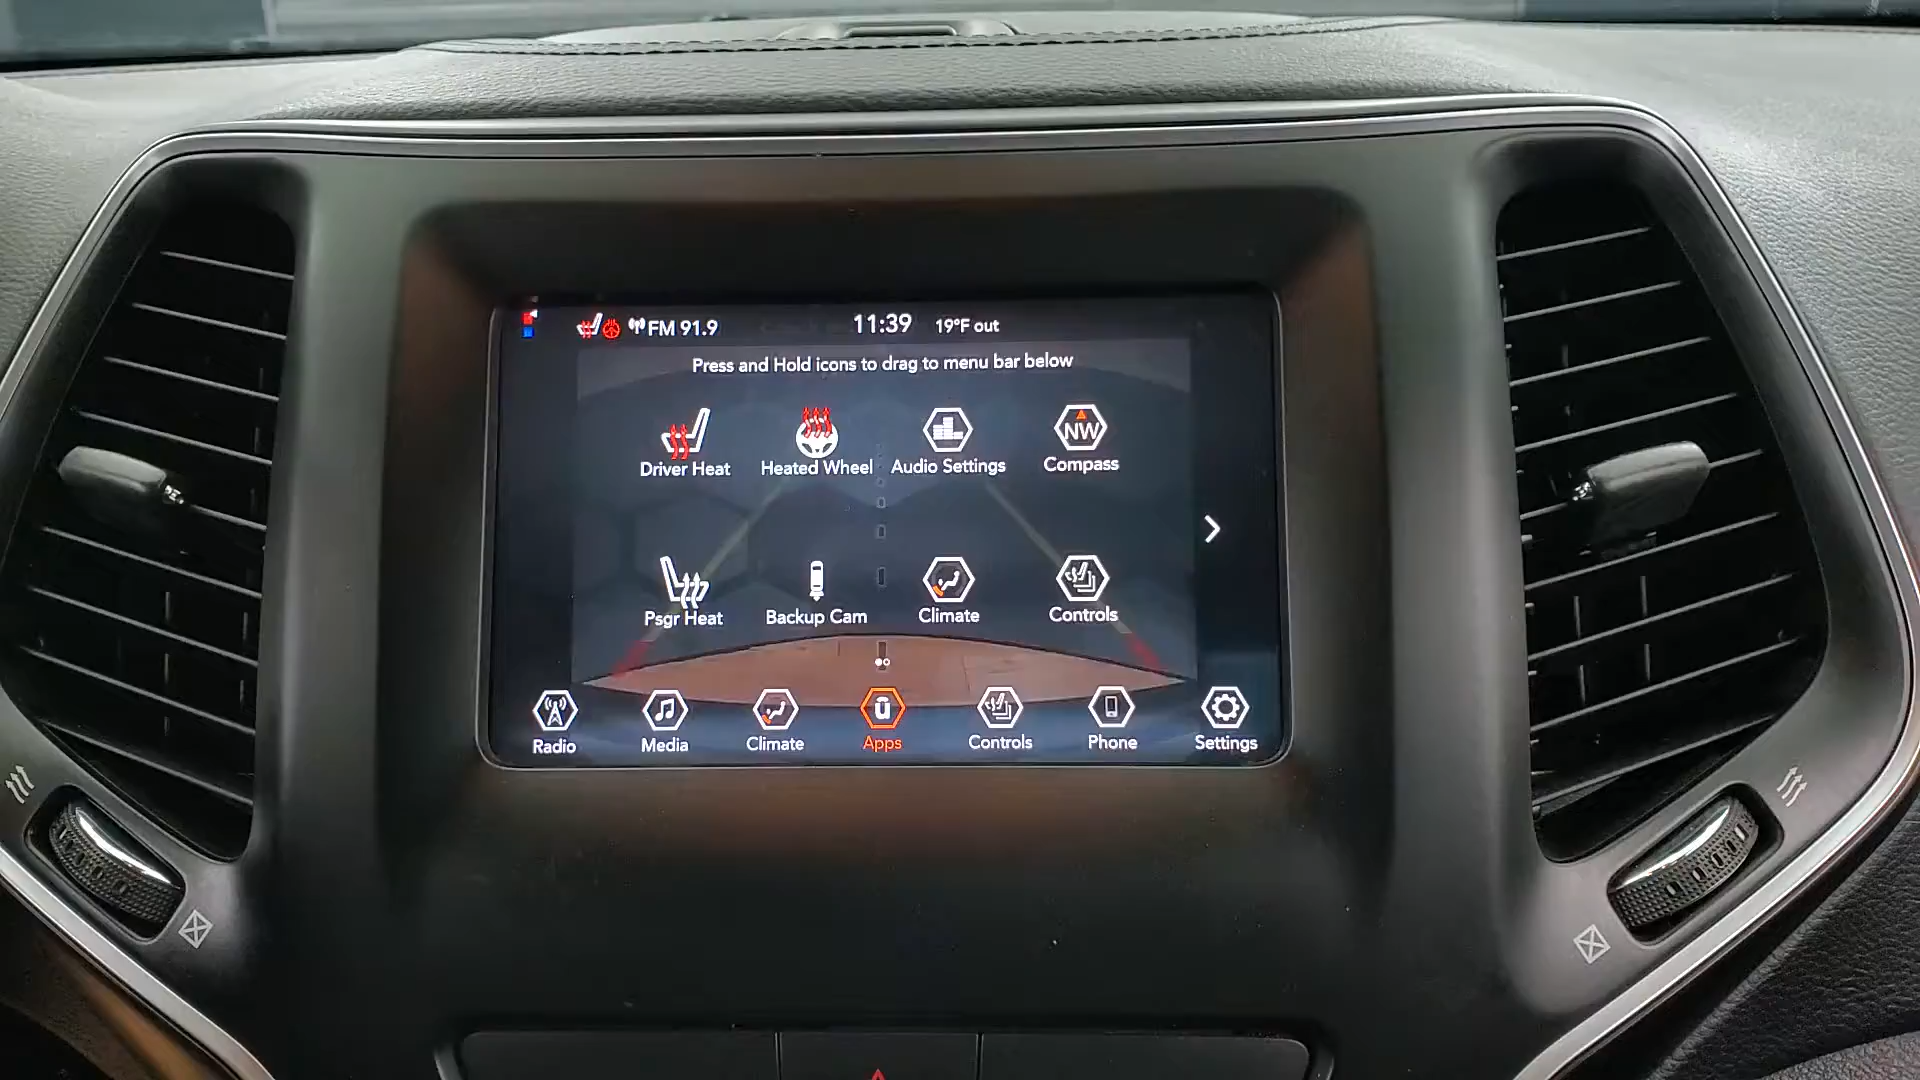 FM 91.9 11:39 19°F out
Press and Hold icons to drag to menu bar below
Driver Heat Heated Wheel Audio Settings NW Compass
Psgr Heat Backup Cam Climate Controls
Radio Media Climate Apps Controls Phone Settings